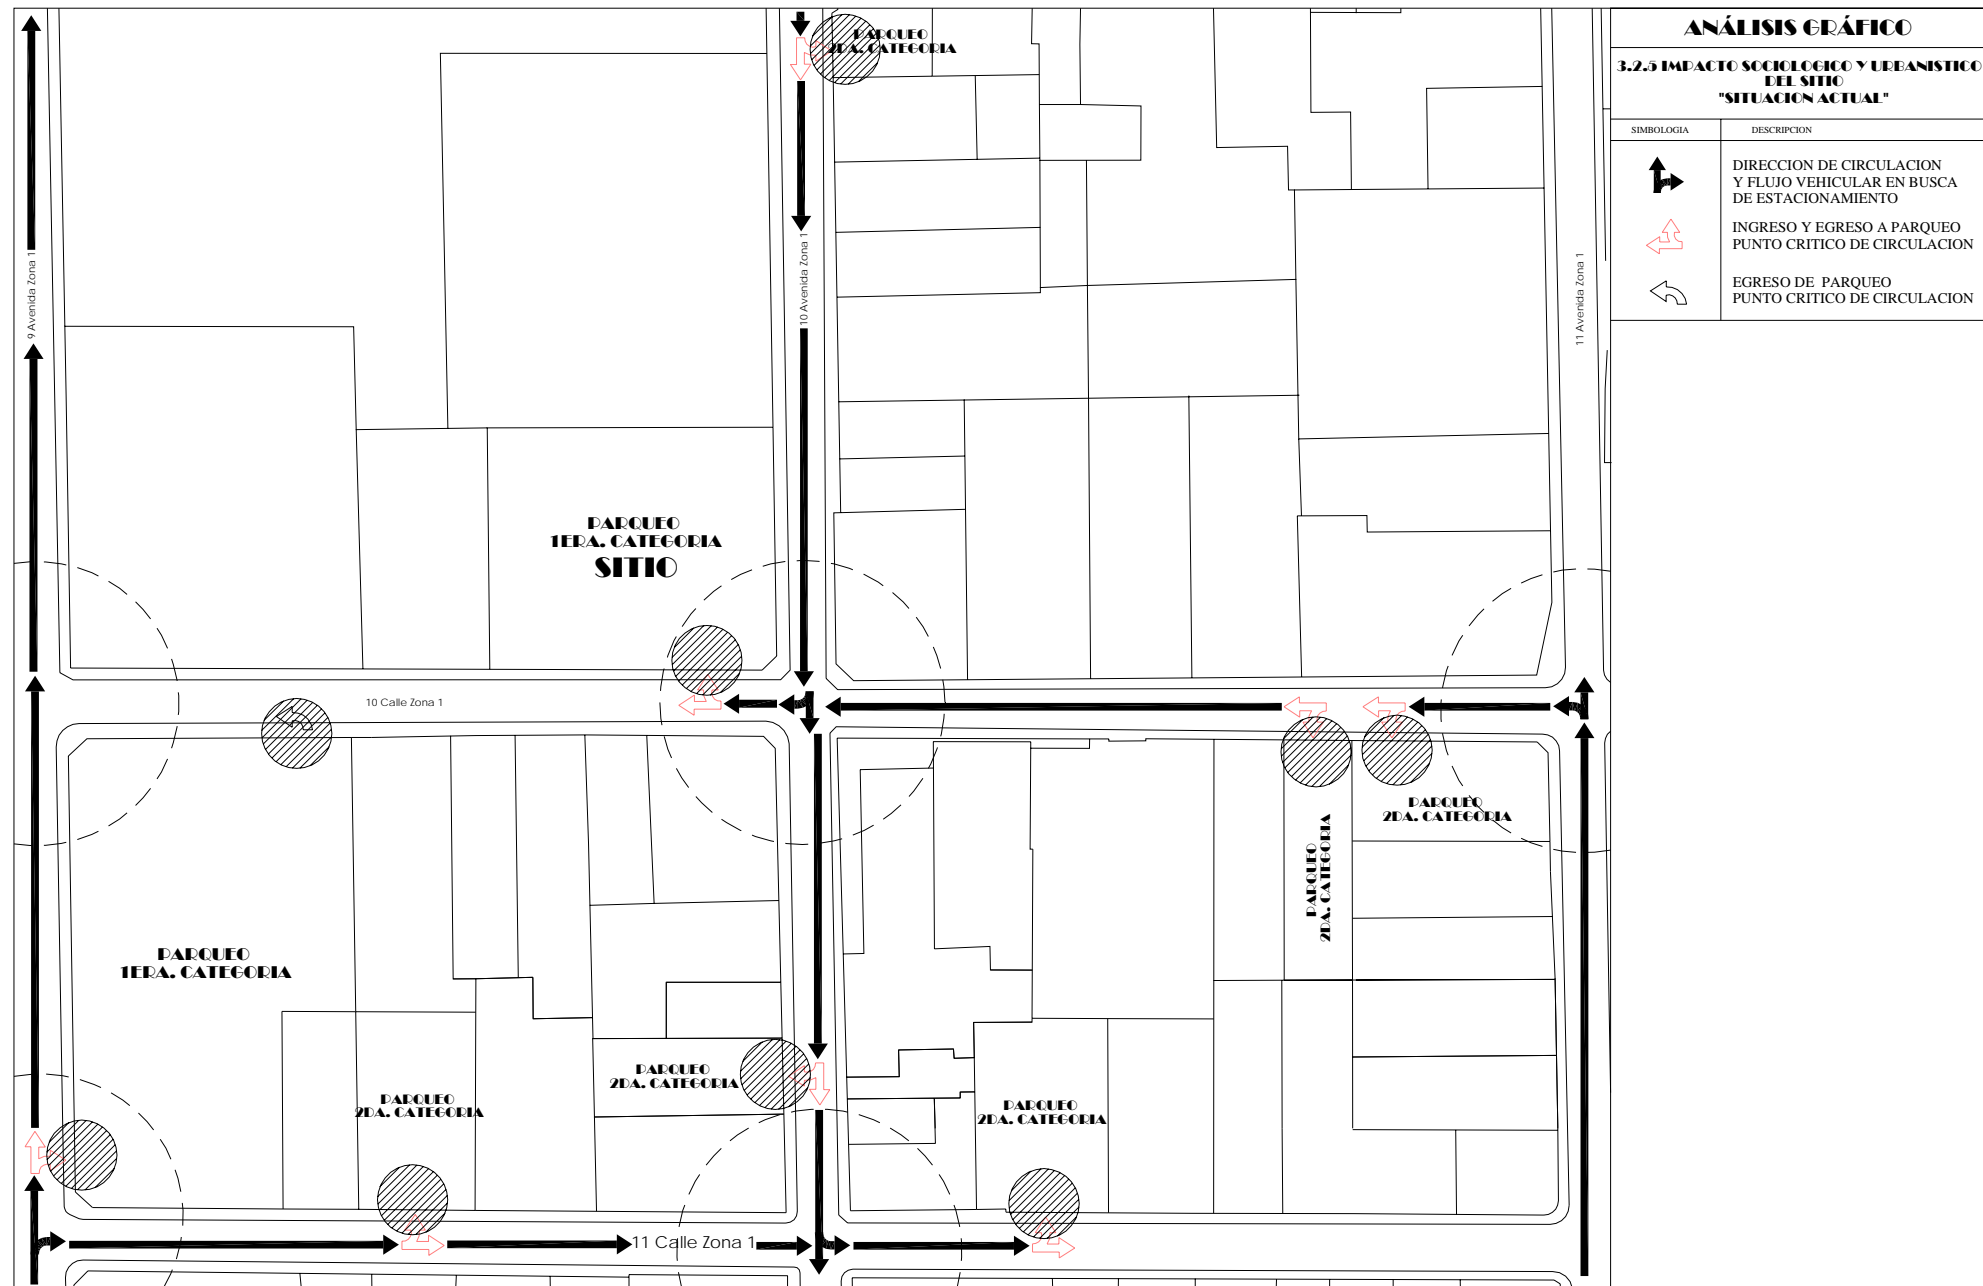 ANÁLISIS GRÁFICO
3.2.5 IMPACTO SOCIOLOGICO Y URBANISTICO
DEL SITIO
"SITUACION ACTUAL"
SIMBOLOGIA
DESCRIPCION
DIRECCION DE CIRCULACION
Y FLUJO VEHICULAR EN BUSCA
DE ESTACIONAMIENTO
INGRESO Y EGRESO A PARQUEO
PUNTO CRITICO DE CIRCULACION
EGRESO DE PARQUEO
PUNTO CRITICO DE CIRCULACION
PARQUEO
2DA. CATEGORIA
9 Avenida Zona 1
10 Avenida Zona 1
11 Avenida Zona 1
PARQUEO
1ERA. CATEGORIA
SITIO
10 Calle Zona 1
PARQUEO
2DA. CATEGORIA
PARQUEO
2DA. CATEGORIA
PARQUEO
1ERA. CATEGORIA
PARQUEO
2DA. CATEGORIA
PARQUEO
2DA. CATEGORIA
PARQUEO
2DA. CATEGORIA
11 Calle Zona 1